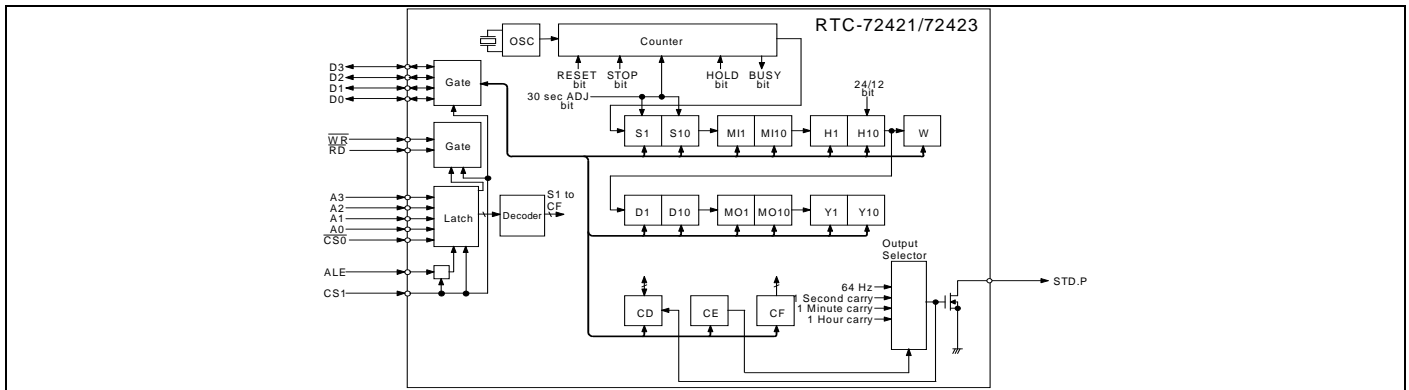 RTC-72421/72423
OSC
Counter
RESET bit
STOP bit
HOLD bit
BUSY bit
30 sec ADJ bit
24/12 bit
D3
D2
D1
D0
Gate
WR
RD
Gate
A3
A2
A1
A0
CS0
Latch
Decoder
S1 to CF
ALE
CS1
S1
S10
MI1
MI10
H1
H10
W
D1
D10
MO1
MO10
Y1
Y10
Output Selector
64 Hz
1 Second carry
1 Minute carry
1 Hour carry
CD
CE
CF
STD.P